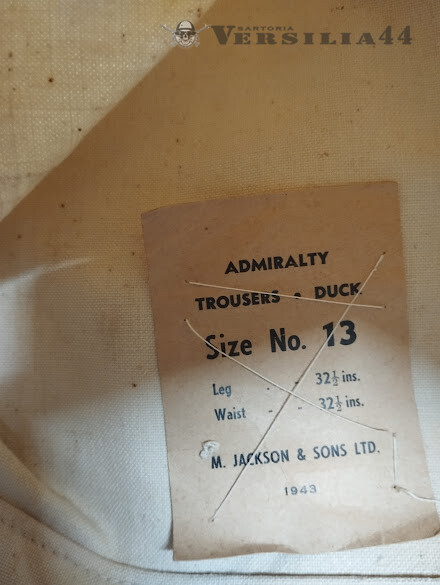 SARTORIA
VERSILIA44
ADMIRALTY
TROUSERS • DUCK
Size No. 13
Leg - - 32½ ins.
Waist - - 32½ ins.
M. JACKSON & SONS LTD.
1943